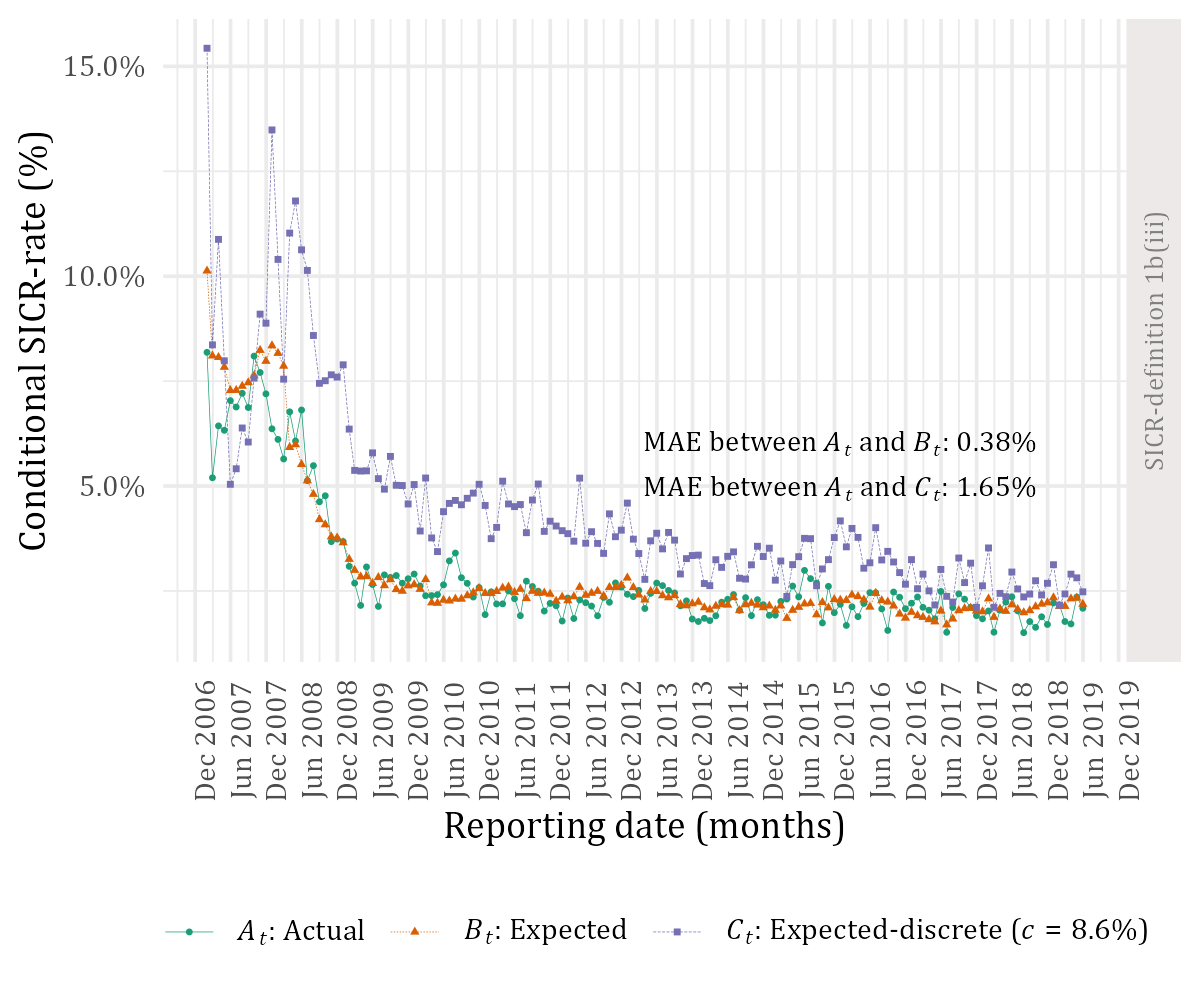 Conditional SICR-rate (%)
15.0%
10.0%
5.0%
MAE between A_t and B_t: 0.38%
MAE between A_t and C_t: 1.65%
SICR-definition 1b(iii)
Dec 2006
Jun 2007
Dec 2007
Jun 2008
Dec 2008
Jun 2009
Dec 2009
Jun 2010
Dec 2010
Jun 2011
Dec 2011
Jun 2012
Dec 2012
Jun 2013
Dec 2013
Jun 2014
Dec 2014
Jun 2015
Dec 2015
Jun 2016
Dec 2016
Jun 2017
Dec 2017
Jun 2018
Dec 2018
Jun 2019
Dec 2019
Reporting date (months)
A_t: Actual
B_t: Expected
C_t: Expected-discrete (c = 8.6%)